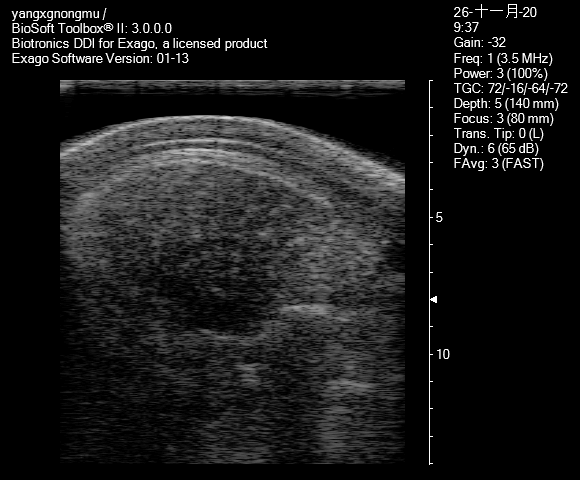 yangxgnongmu /
BioSoft Toolbox® II: 3.0.0.0
Biotronics DDI for Exago, a licensed product
Exago Software Version: 01-13
26-十一月-20
9:37
Gain: -32
Freq: 1 (3.5 MHz)
Power: 3 (100%)
TGC: 72/-16/-64/-72
Depth: 5 (140 mm)
Focus: 3 (80 mm)
Trans. Tip: 0 (L)
Dyn.: 6 (65 dB)
FAvg: 3 (FAST)
5
10